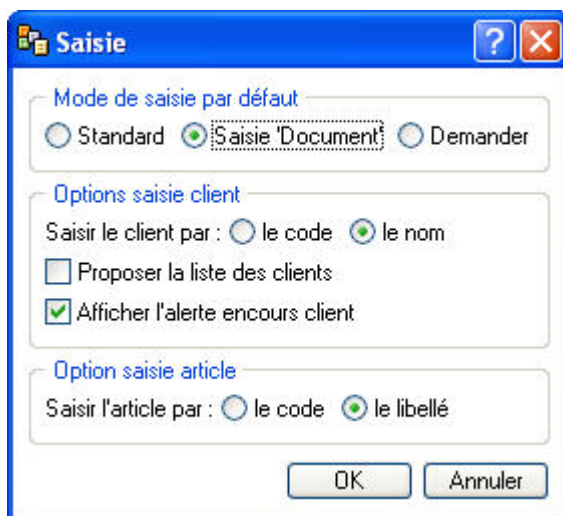 Saisie
Mode de saisie par défaut
Standard Saisie 'Document' Demander
Options saisie client
Saisir le client par : le code le nom
Proposer la liste des clients
Afficher l'alerte encours client
Option saisie article
Saisir l'article par : le code le libellé
OK Annuler